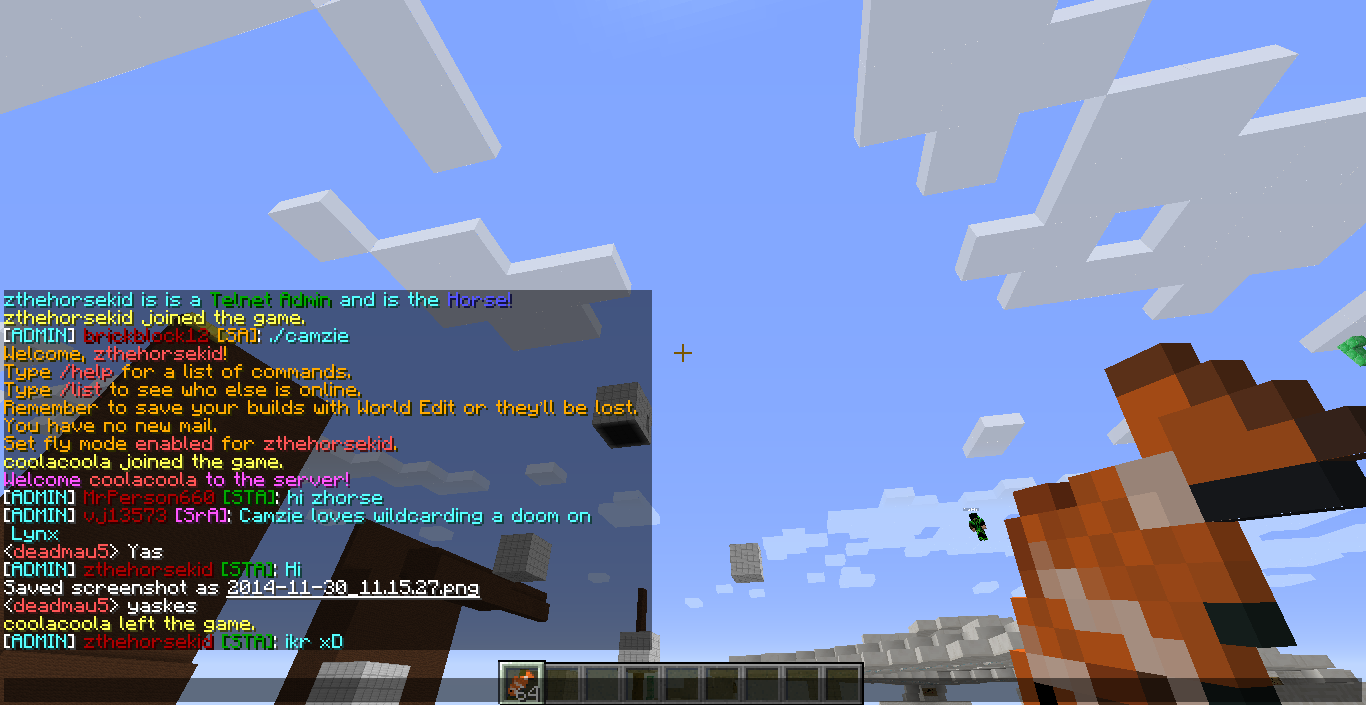 zthehorsekid is is a Telnet Admin and is the Horse!
zthehorsekid joined the game.
[ADMIN] brickblock12 [SA]: ./camzie
Welcome, zthehorsekid!
Type /help for a list of commands.
Type /list to see who else is online.
Remember to save your builds with World Edit or they'll be lost.
You have no new mail.
Set fly mode enabled for zthehorsekid.
coolacoola joined the game.
Welcome coolacoola to the server!
[ADMIN] MrPerson660 [STA]: hi zhorse
[ADMIN] vj13573 [SrA]: Camzie loves wildcarding a doom on
Lynx
<deadmau5> Yas
[ADMIN] zthehorsekid [STA]: Hi
Saved screenshot as 2014-11-30_11.15.27.png
<deadmau5> yaskes
coolacoola left the game.
[ADMIN] zthehorsekid [STA]: ikr xD
64